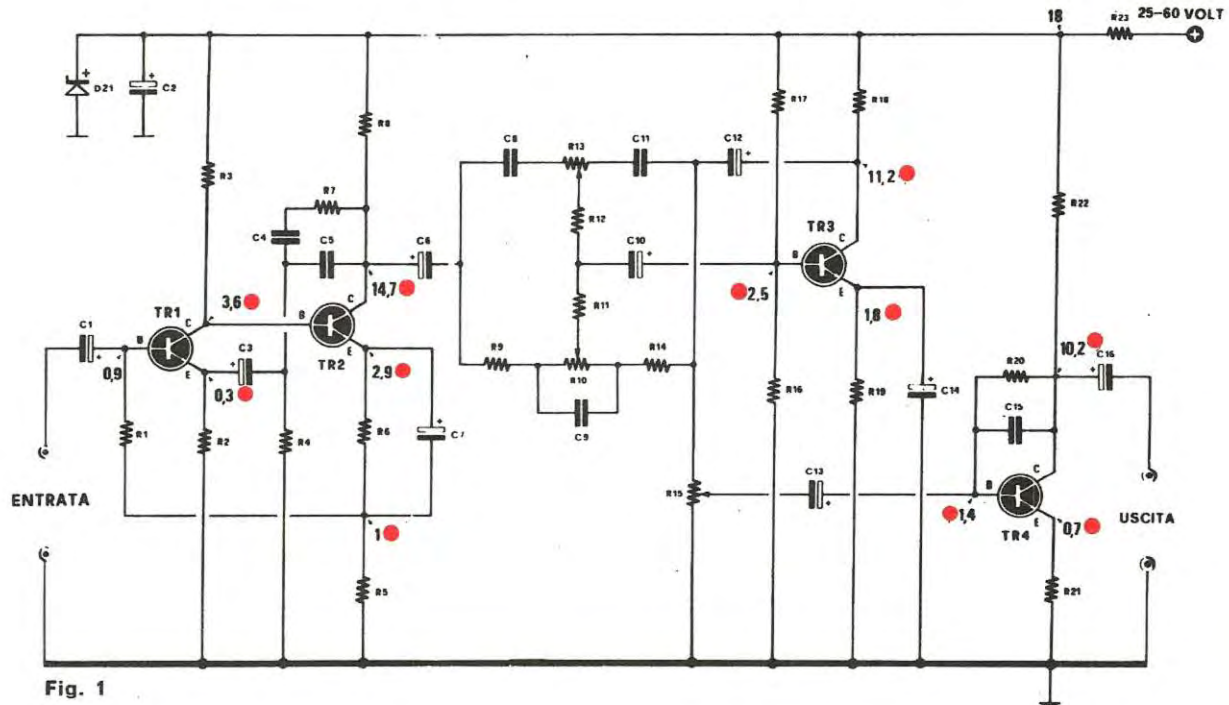 18
R23
25-60 VOLT
D21
C2
R8
R17
R18
C8
R13
C11
C12
R3
R7
11,2
R22
C4
C5
C6
R12
C10
TR3
B
C
E
14,7
2,5
3,6
TR1
C1
B
C
E
0,9
B
C
E
TR2
R11
1,8
C3
R9
R10
R14
10,2
C16
2,9
0,3
R20
R1
R2
R4
R6
C7
C9
R16
R19
C14
C15
ENTRATA
R15
C13
B
C
E
1,4
TR4
0,7
USCITA
1
R5
R21
Fig. 1